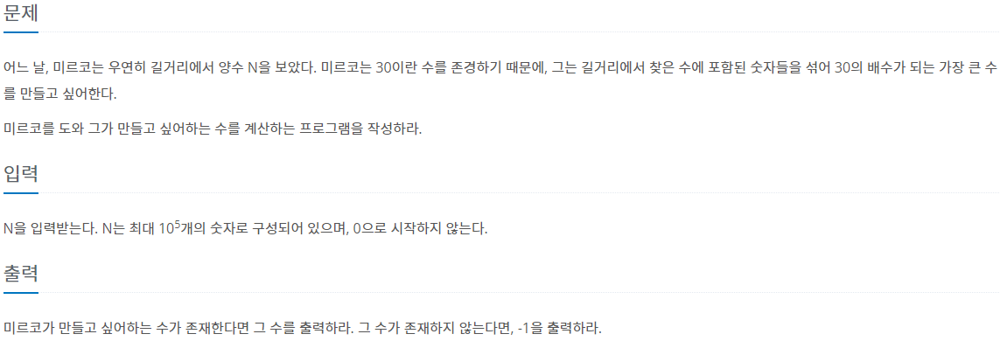 문제
어느 날, 미르코는 우연히 길거리에서 양수 N을 보았다. 미르코는 30이란 수를 존경하기 때문에, 그는 길거리에서 찾은 수에 포함된 숫자들을 섞어 30의 배수가 되는 가장 큰 수
를 만들고 싶어한다.
미르코를 도와 그가 만들고 싶어하는 수를 계산하는 프로그램을 작성하라.
입력
N을 입력받는다. N는 최대 10⁵개의 숫자로 구성되어 있으며, 0으로 시작하지 않는다.
출력
미르코가 만들고 싶어하는 수가 존재한다면 그 수를 출력하라. 그 수가 존재하지 않는다면, -1을 출력하라.